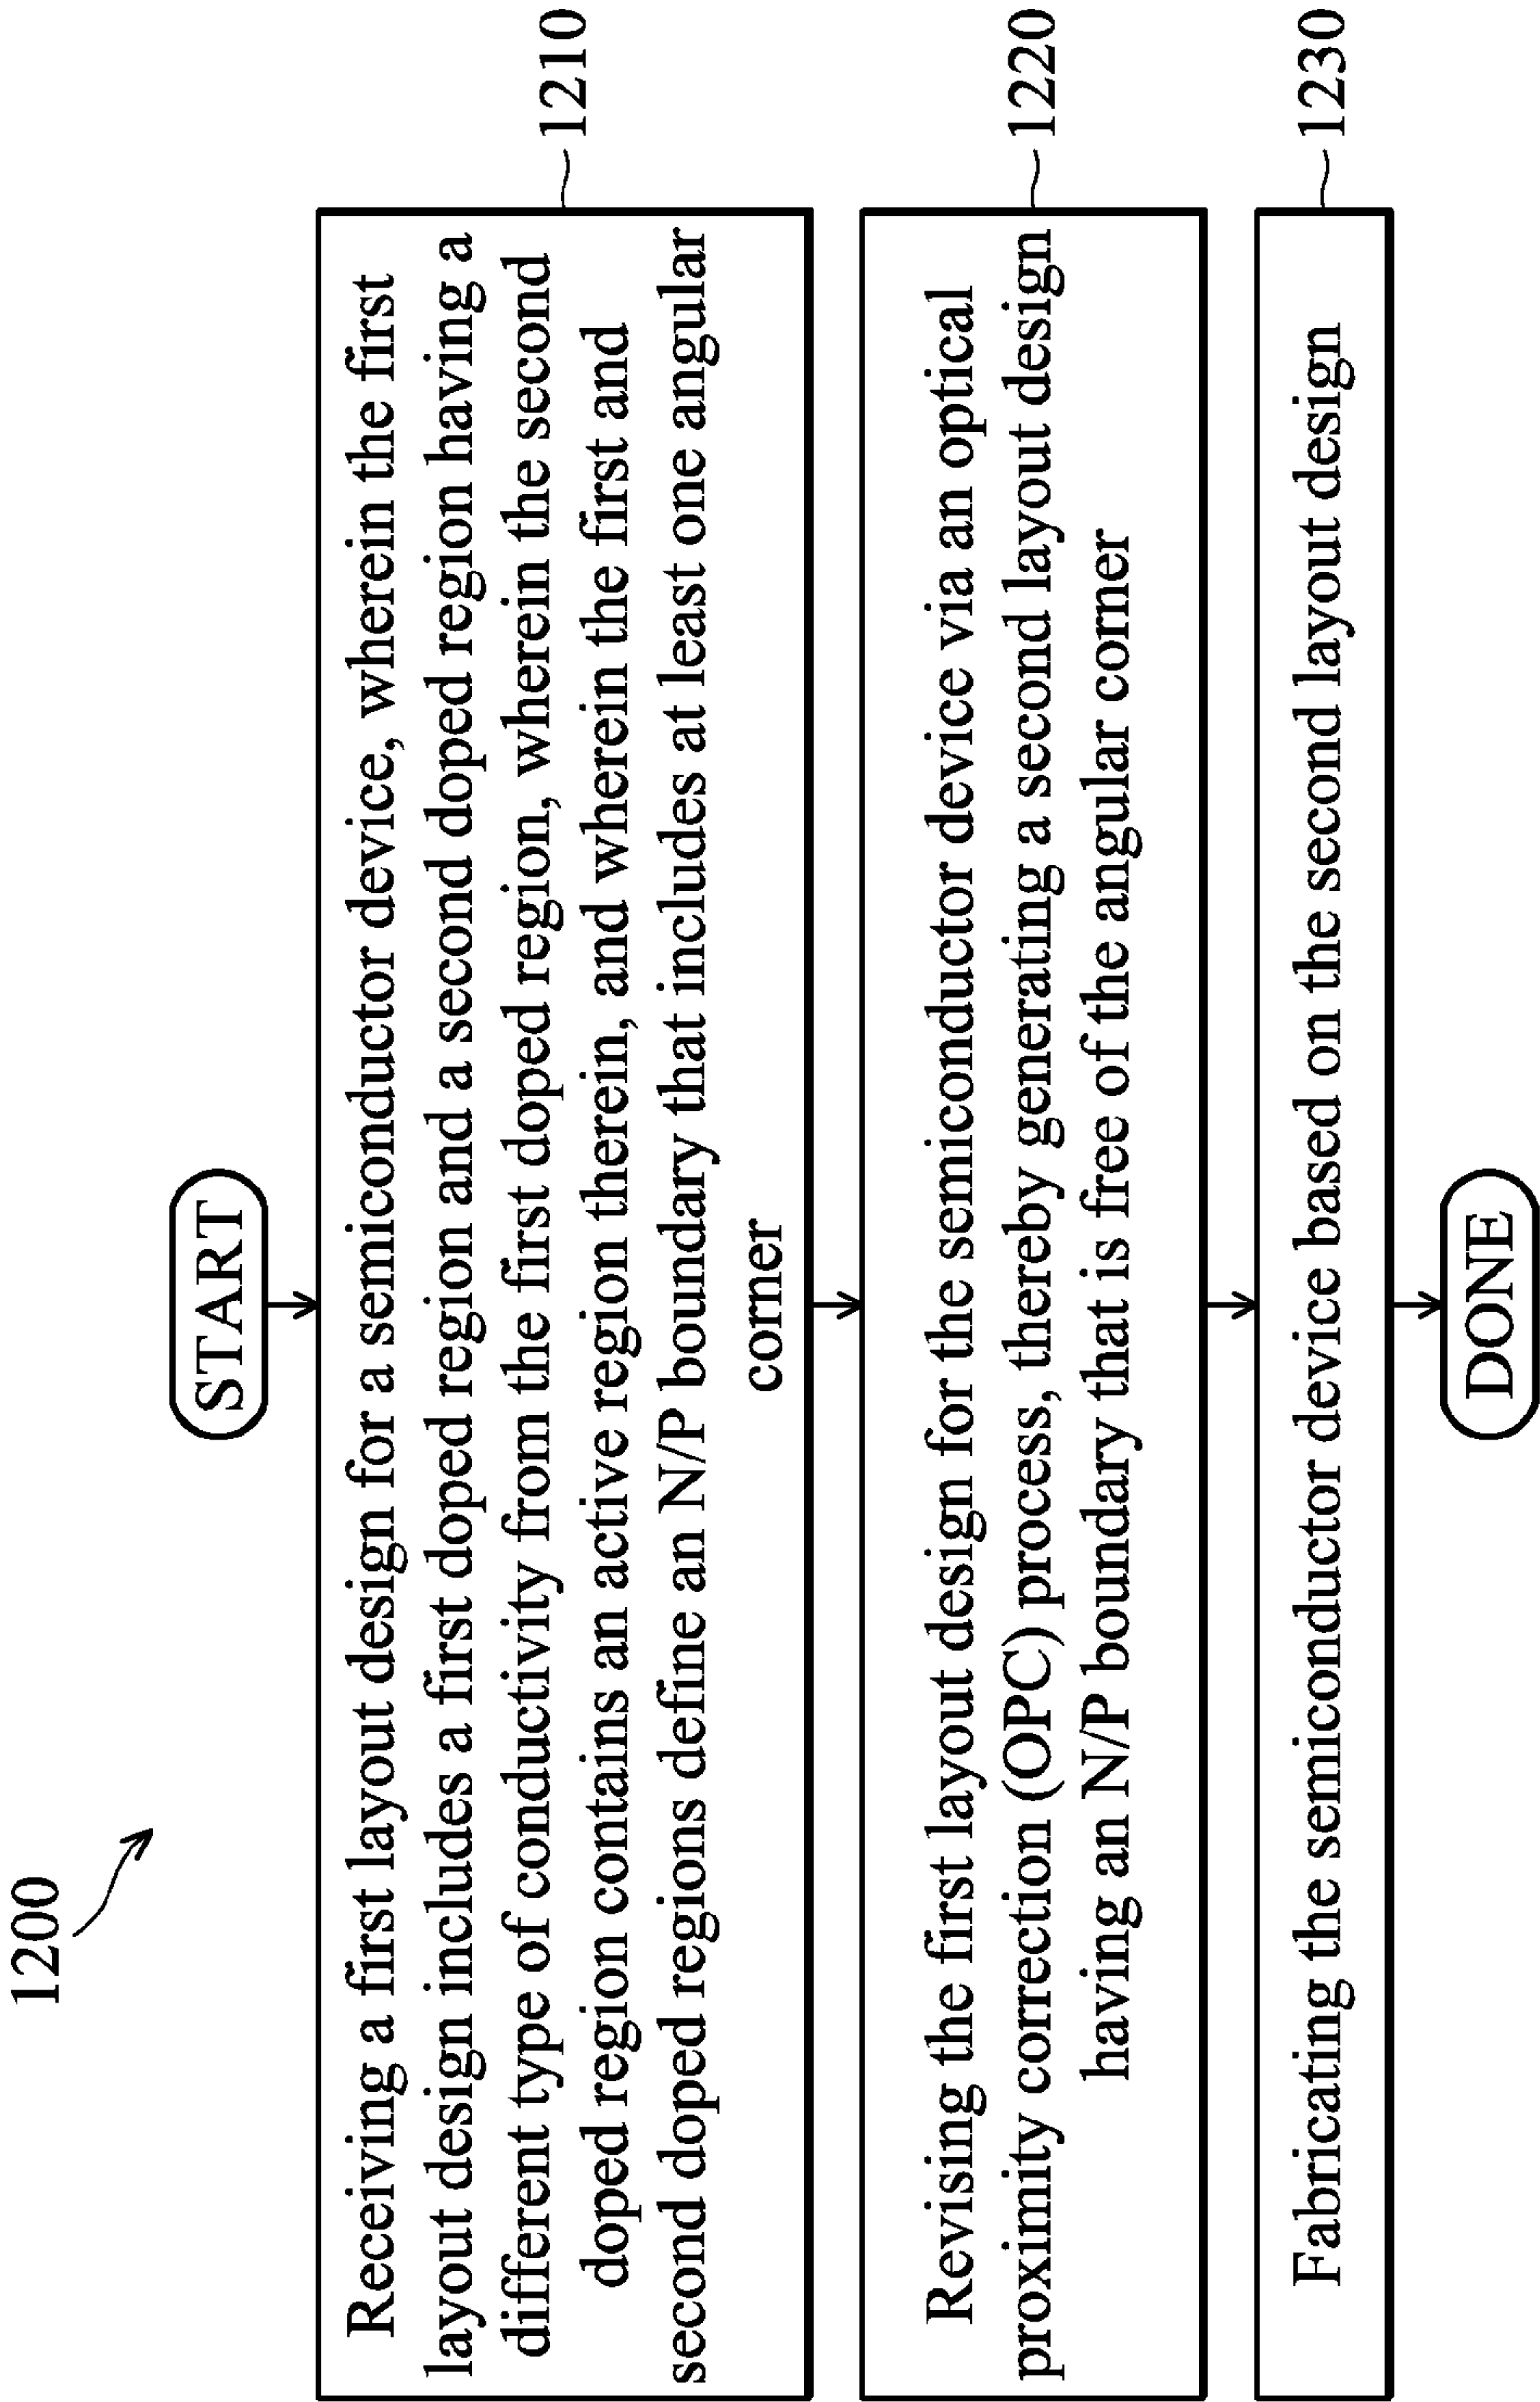 1200
START
Receiving a first layout design for a semiconductor device, wherein the first
layout design includes a first doped region and a second doped region having a
different type of conductivity from the first doped region, wherein the second
doped region contains an active region therein, and wherein the first and
second doped regions define an N/P boundary that includes at least one angular
corner
1210
Revising the first layout design for the semiconductor device via an optical
proximity correction (OPC) process, thereby generating a second layout design
having an N/P boundary that is free of the angular corner
1220
Fabricating the semiconductor device based on the second layout design
1230
DONE